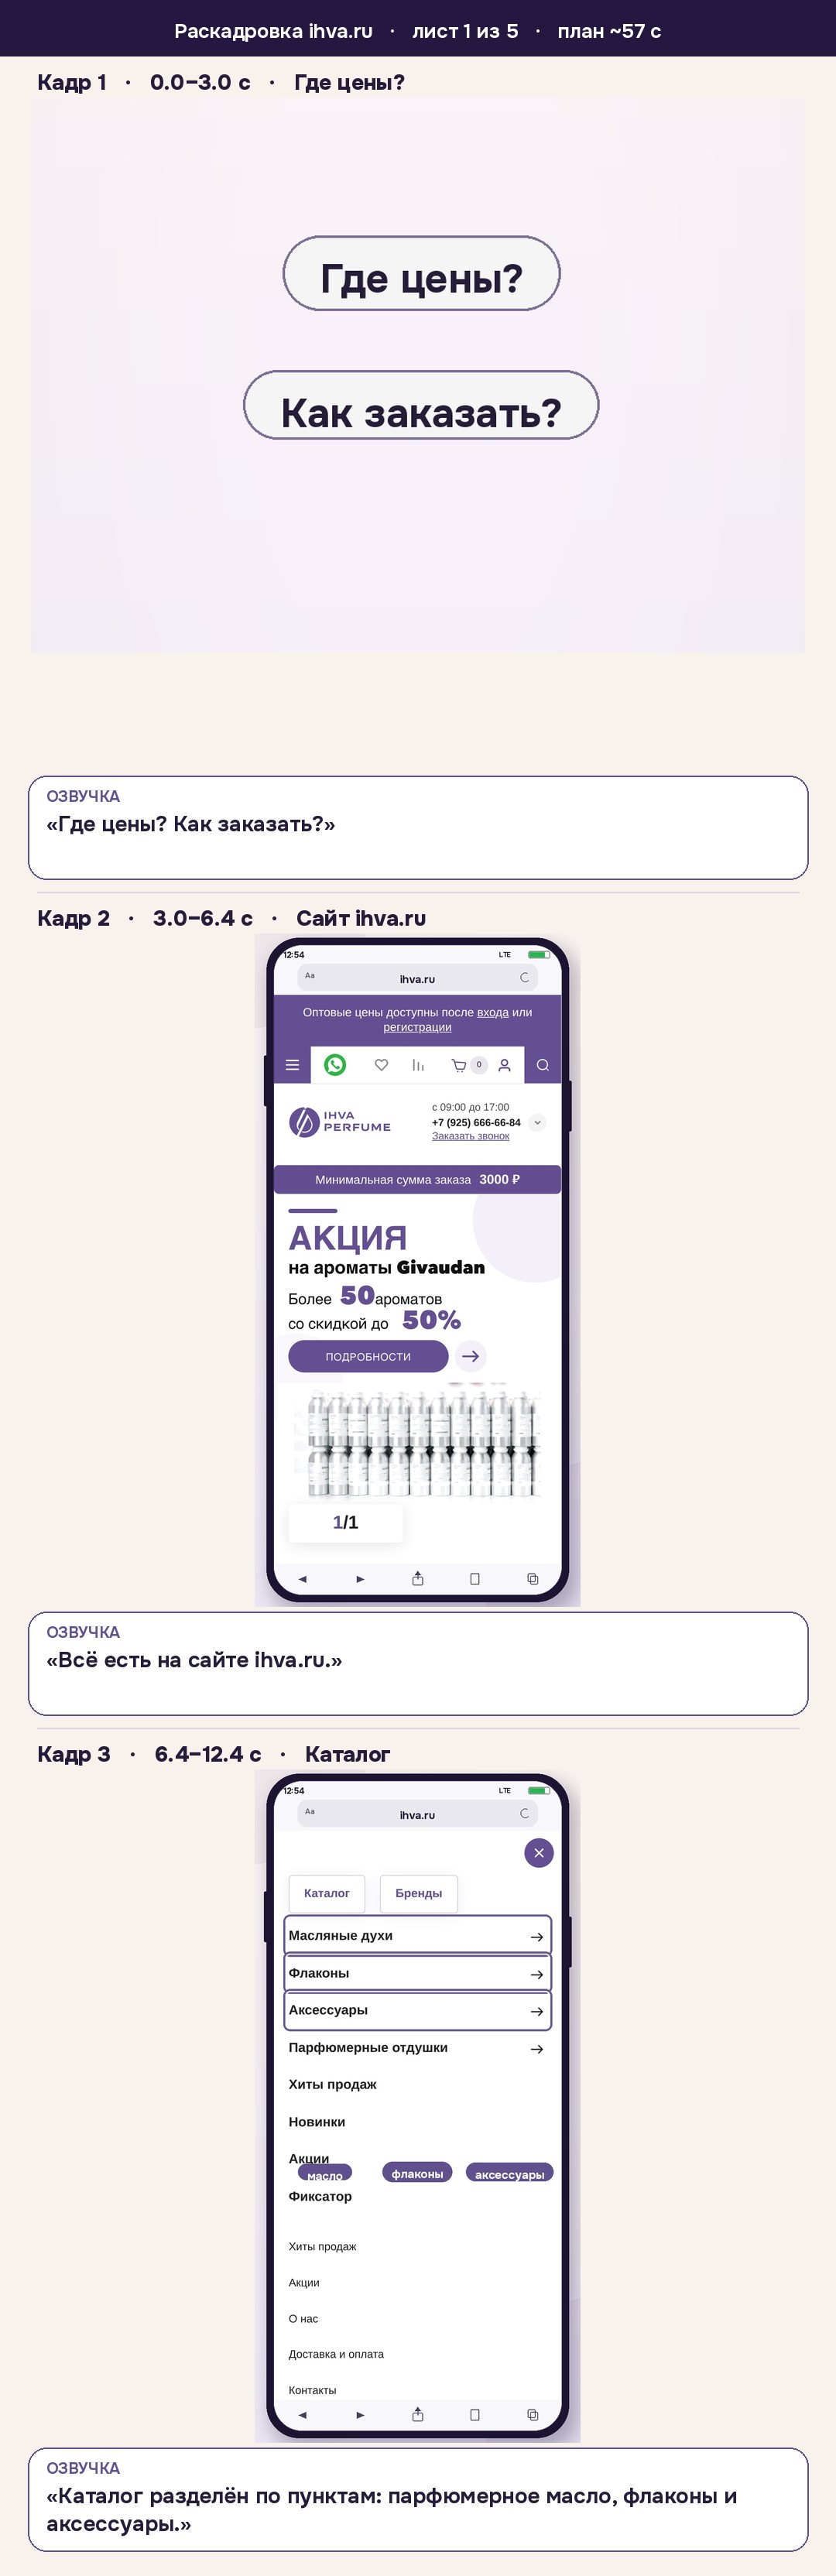 Раскадровка ihva.ru · лист 1 из 5 · план ~57 с
Кадр 1 · 0.0–3.0 с · Где цены?
Где цены?
Как заказать?
ОЗВУЧКА
«Где цены? Как заказать?»
Кадр 2 · 3.0–6.4 с · Сайт ihva.ru
12:54 LTE
Aa ihva.ru
Оптовые цены доступны после входа или
регистрации
0
IHVA
PERFUME
с 09:00 до 17:00
+7 (925) 666-66-84
Заказать звонок
Минимальная сумма заказа 3000 ₽
АКЦИЯ
на ароматы Givaudan
Более 50ароматов
со скидкой до 50%
ПОДРОБНОСТИ
1/1
ОЗВУЧКА
«Всё есть на сайте ihva.ru.»
Кадр 3 · 6.4–12.4 с · Каталог
12:54 LTE
Aa ihva.ru
Каталог Бренды
Масляные духи
Флаконы
Аксессуары
Парфюмерные отдушки
Хиты продаж
Новинки
Акции
масло флаконы аксессуары
Фиксатор
Хиты продаж
Акции
О нас
Доставка и оплата
Контакты
ОЗВУЧКА
«Каталог разделён по пунктам: парфюмерное масло, флаконы и
аксессуары.»